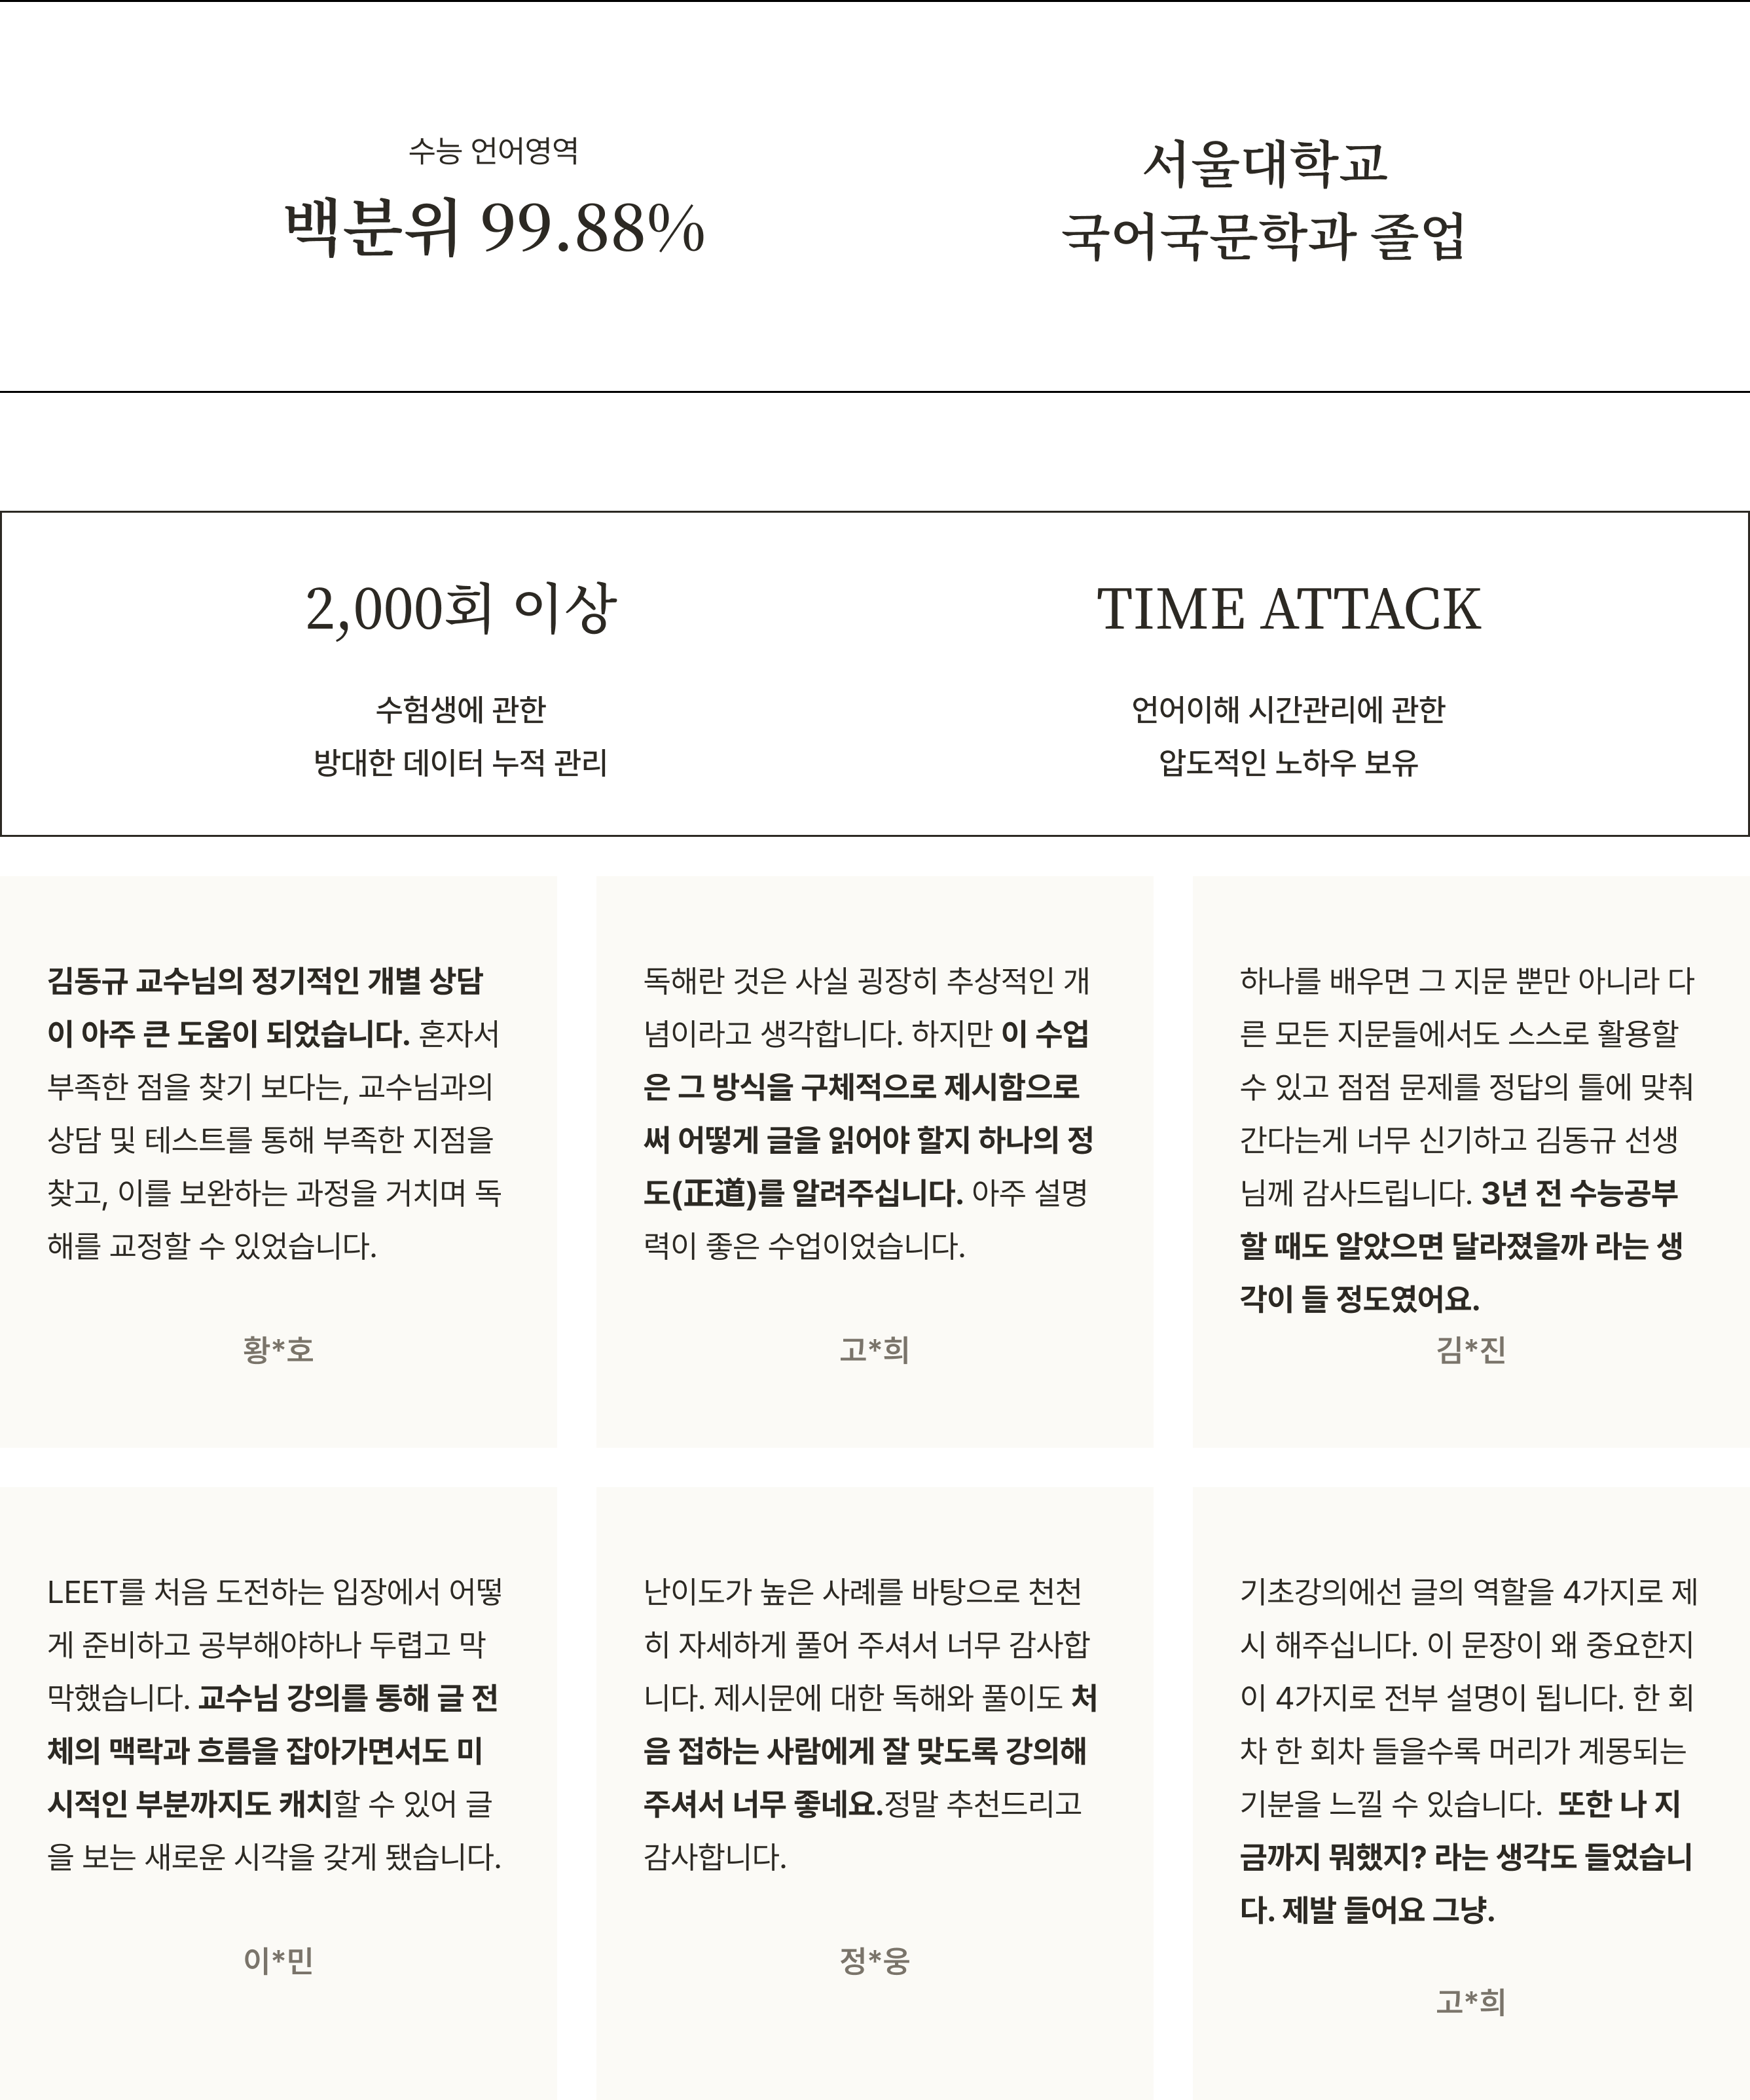 수능 언어영역
백분위 99.88%
서울대학교
국어국문학과 졸업
2,000회 이상
수험생에 관한
방대한 데이터 누적 관리
TIME ATTACK
언어이해 시간관리에 관한
압도적인 노하우 보유
김동규 교수님의 정기적인 개별 상담
이 아주 큰 도움이 되었습니다. 혼자서
부족한 점을 찾기 보다는, 교수님과의
상담 및 테스트를 통해 부족한 지점을
찾고, 이를 보완하는 과정을 거치며 독
해를 교정할 수 있었습니다.
황*호
독해란 것은 사실 굉장히 추상적인 개
념이라고 생각합니다. 하지만 이 수업
은 그 방식을 구체적으로 제시함으로
써 어떻게 글을 읽어야 할지 하나의 정
도(正道)를 알려주십니다. 아주 설명
력이 좋은 수업이었습니다.
고*희
하나를 배우면 그 지문 뿐만 아니라 다
른 모든 지문들에서도 스스로 활용할
수 있고 점점 문제를 정답의 틀에 맞춰
간다는게 너무 신기하고 김동규 선생
님께 감사드립니다. 3년 전 수능공부
할 때도 알았으면 달라졌을까 라는 생
각이 들 정도였어요.
김*진
LEET를 처음 도전하는 입장에서 어떻
게 준비하고 공부해야하나 두렵고 막
막했습니다. 교수님 강의를 통해 글 전
체의 맥락과 흐름을 잡아가면서도 미
시적인 부분까지도 캐치할 수 있어 글
을 보는 새로운 시각을 갖게 됐습니다.
이*민
난이도가 높은 사례를 바탕으로 천천
히 자세하게 풀어 주셔서 너무 감사합
니다. 제시문에 대한 독해와 풀이도 처
음 접하는 사람에게 잘 맞도록 강의해
주셔서 너무 좋네요.정말 추천드리고
감사합니다.
정*웅
기초강의에선 글의 역할을 4가지로 제
시 해주십니다. 이 문장이 왜 중요한지
이 4가지로 전부 설명이 됩니다. 한 회
차 한 회차 들을수록 머리가 계몽되는
기분을 느낄 수 있습니다. 또한 나 지
금까지 뭐했지? 라는 생각도 들었습니
다. 제발 들어요 그냥.
고*희